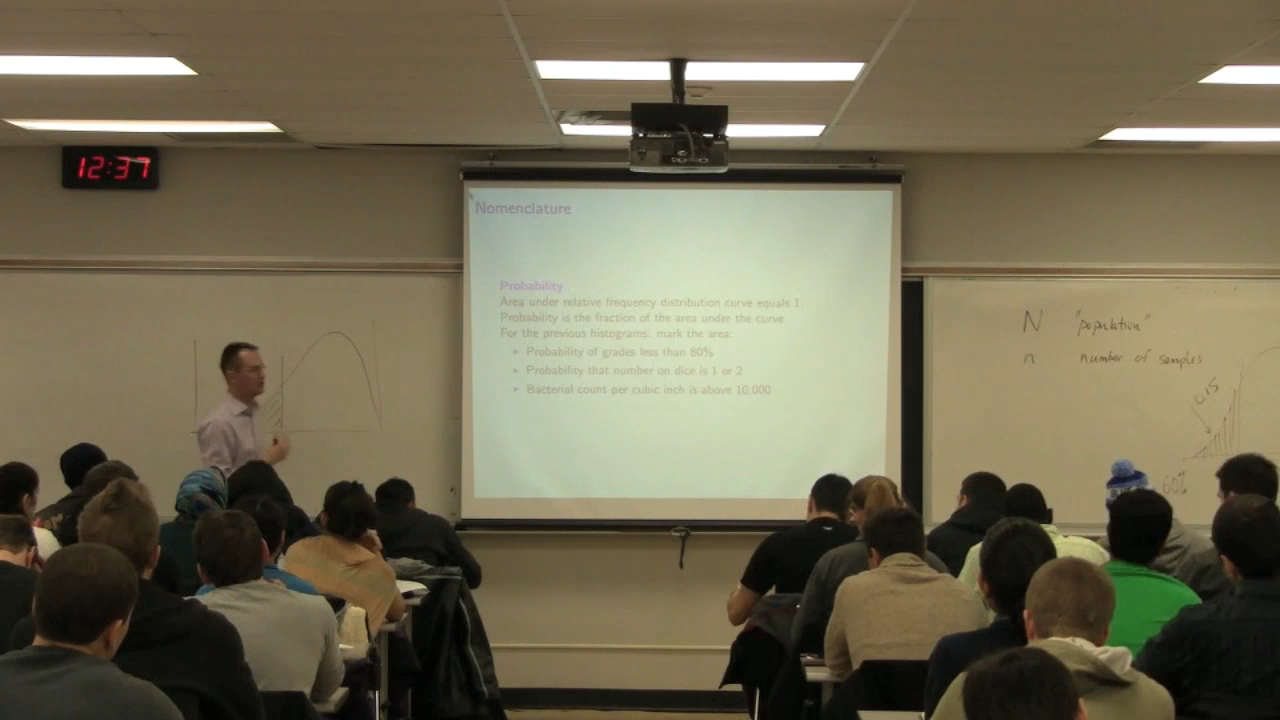 12:37
Nomenclature
Probability
Area under relative frequency distribution curve equals 1.
Probability is the fraction of the area under the curve
For the previous histograms: mark the area:
► Probability of grades less than 80%
► Probability that number on dice is 1 or 2
► Bacterial count per cubic inch is above 10,000
N "population"
n number of samples
60%